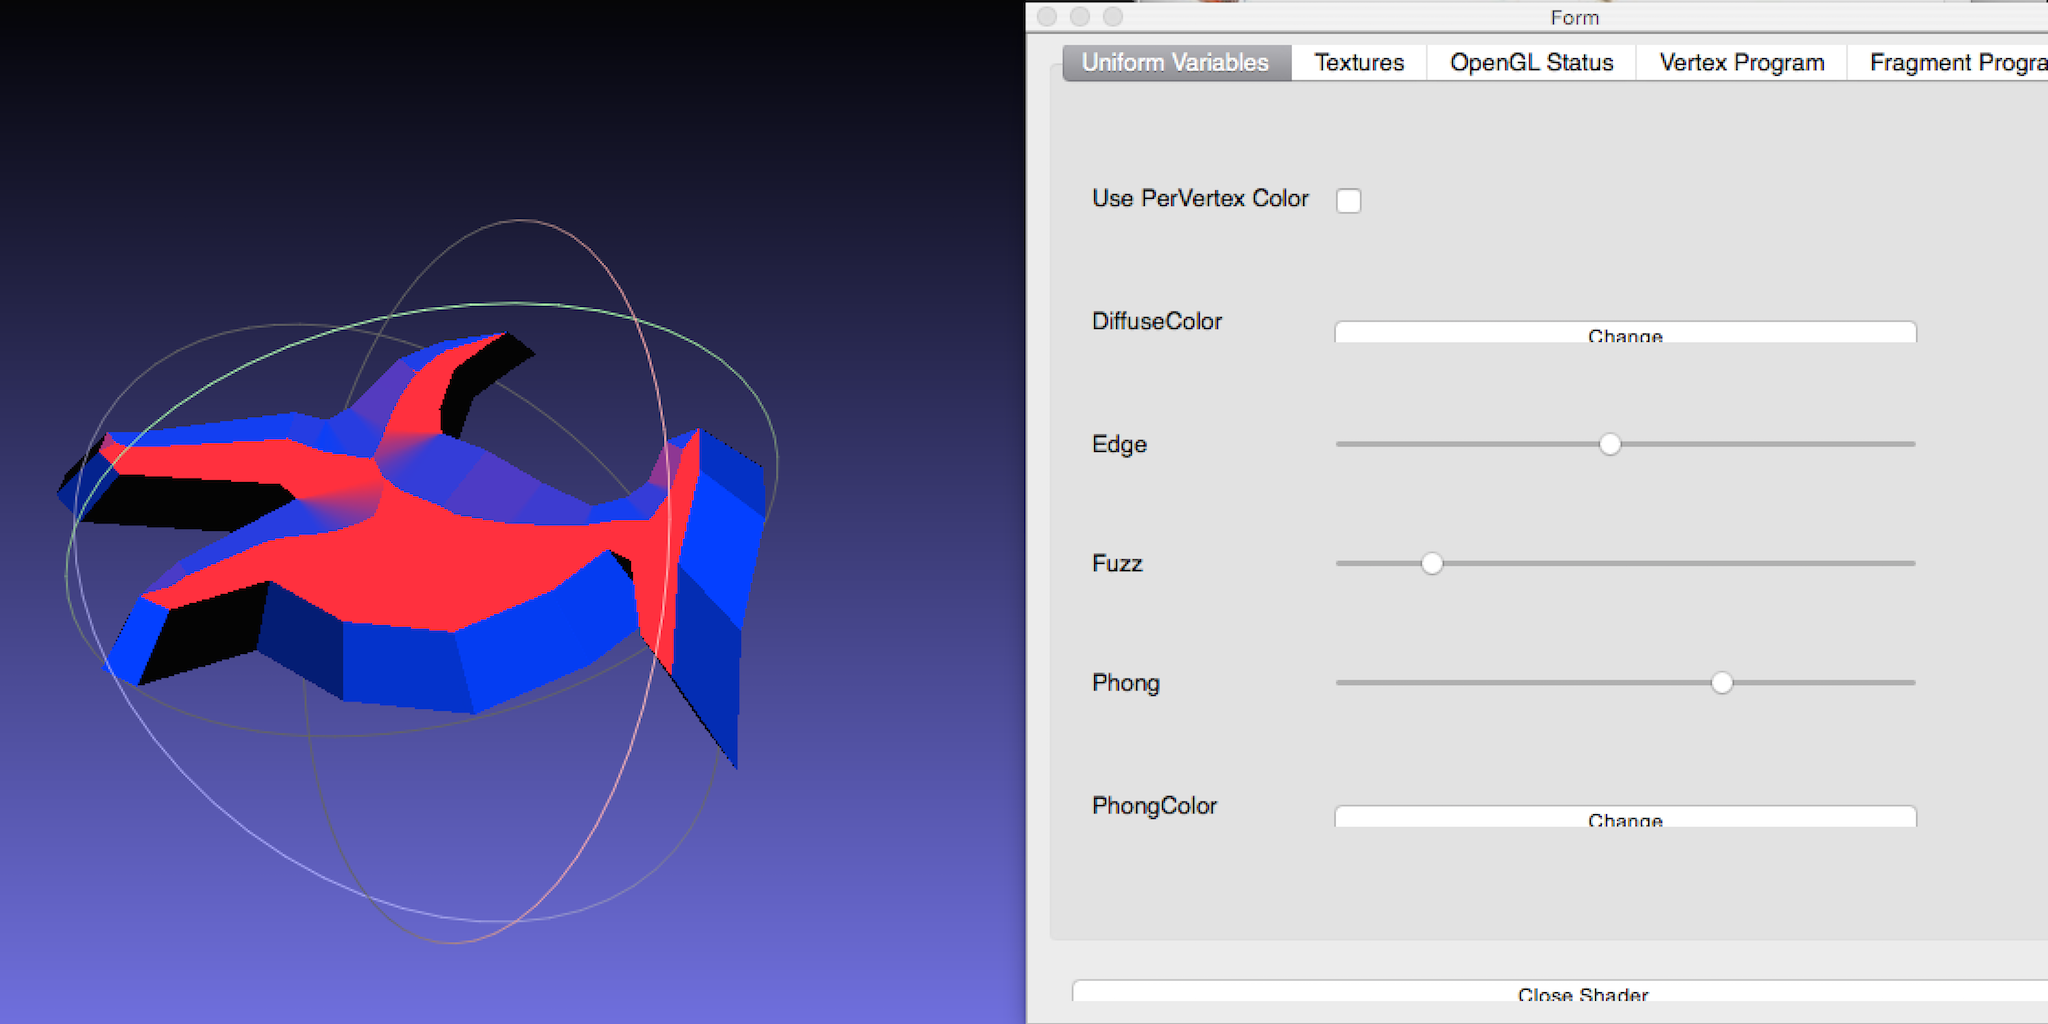 Form
Uniform Variables Textures OpenGL Status Vertex Program Fragment Progra
Use PerVertex Color
DiffuseColor Change
Edge
Fuzz
Phong
PhongColor Change
Close Shader